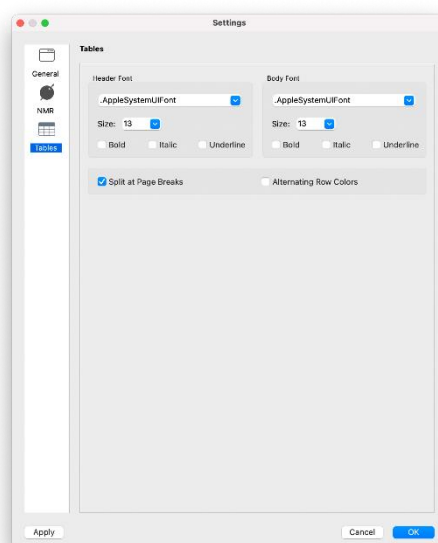 Settings
General
NMR
Tables
Tables
Header Font
Body Font
.AppleSystemUIFont
.AppleSystemUIFont
Size: 13
Size: 13
Bold Italic Underline
Bold Italic Underline
Split at Page Breaks
Alternating Row Colors
Apply
Cancel
OK